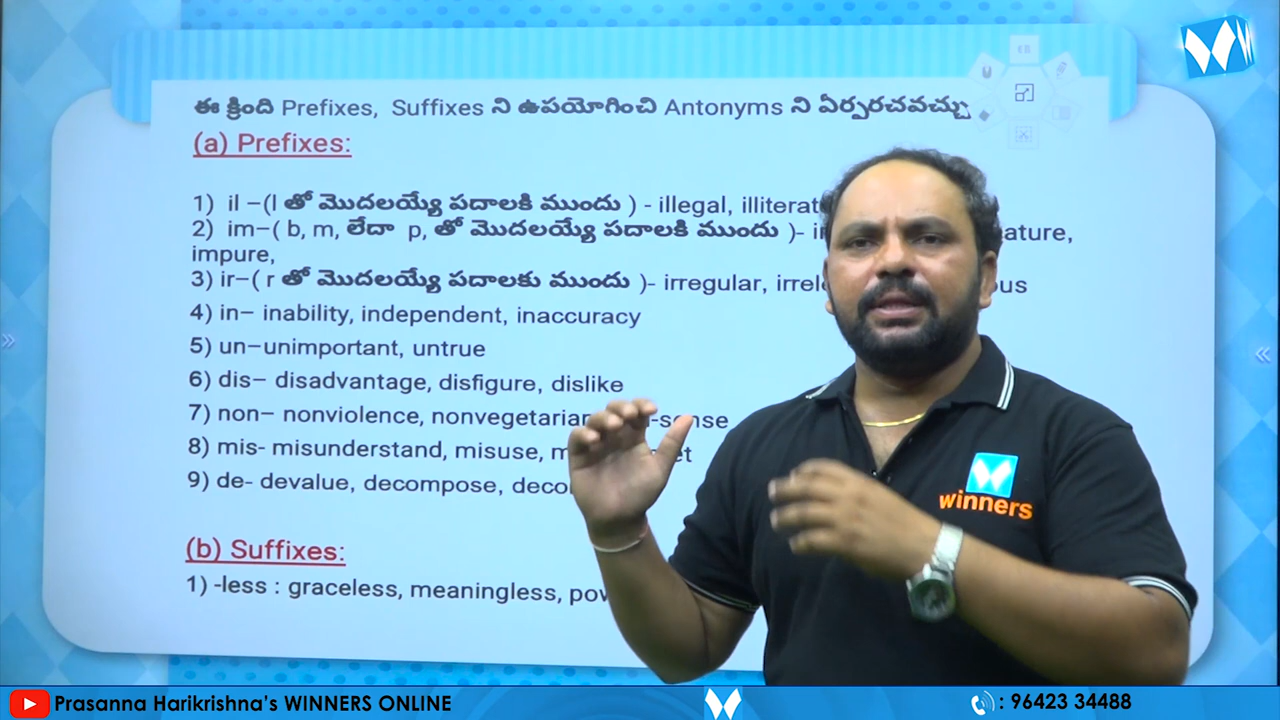 ఈ క్రింది Prefixes, Suffixes ని ఉపయోగించి Antonyms ని ఏర్పరచవచ్చు
(a) Prefixes:
1) il –(l తో మొదలయ్యే పదాలకి ముందు ) - illegal,
2) im–( b, m, లేదా p, తో మొదలయ్యే పదాలకి ముందు )-
impure,
3) ir–( r తో మొదలయ్యే పదాలకు ముందు )- irregular,
4) in– inability, independent, inaccuracy
5) un–unimportant, untrue
6) dis– disadvantage, disfigure, dislike
7) non– nonviolence, nonvegetarian
8) mis- misunderstand, misuse,
9) de- devalue, decompose,
(b) Suffixes:
1) -less : graceless, meaningless,
winners
Prasanna Harikrishna's WINNERS ONLINE
: 96423 34488